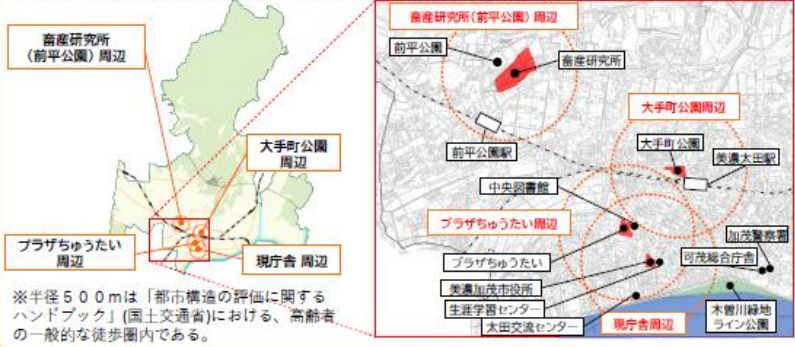 畜産研究所
(前平公園) 周辺
大手町公園
周辺
プラザちゅうたい
周辺
現庁舎 周辺
※半径500mは「都市構造の評価に関する
ハンドブック」(国土交通省)における、高齢者
の一般的な徒歩圏内である。
畜産研究所(前平公園) 周辺
前平公園
畜産研究所
前平公園駅
大手町公園周辺
大手町公園
美濃太田駅
中央図書館
プラザちゅうたい周辺
プラザちゅうたい
美濃加茂市役所
生涯学習センター
太田交流センター
現庁舎周辺
加茂警察署
可茂総合庁舎
木曽川緑地
ライン公園